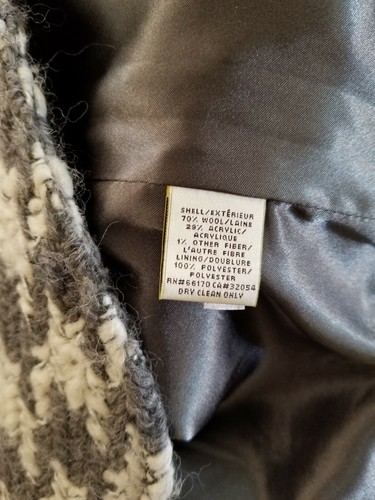 SHELL/EXTÉRIEUR
70% WOOL/LAINE
29% ACRYLIC/
ACRYLIQUE
1% OTHER FIBER/
L'AUTRE FIBRE
LINING/DOUBLURE
100% POLYESTER/
POLYESTER
RN#66170 CA#32054
DRY CLEAN ONLY